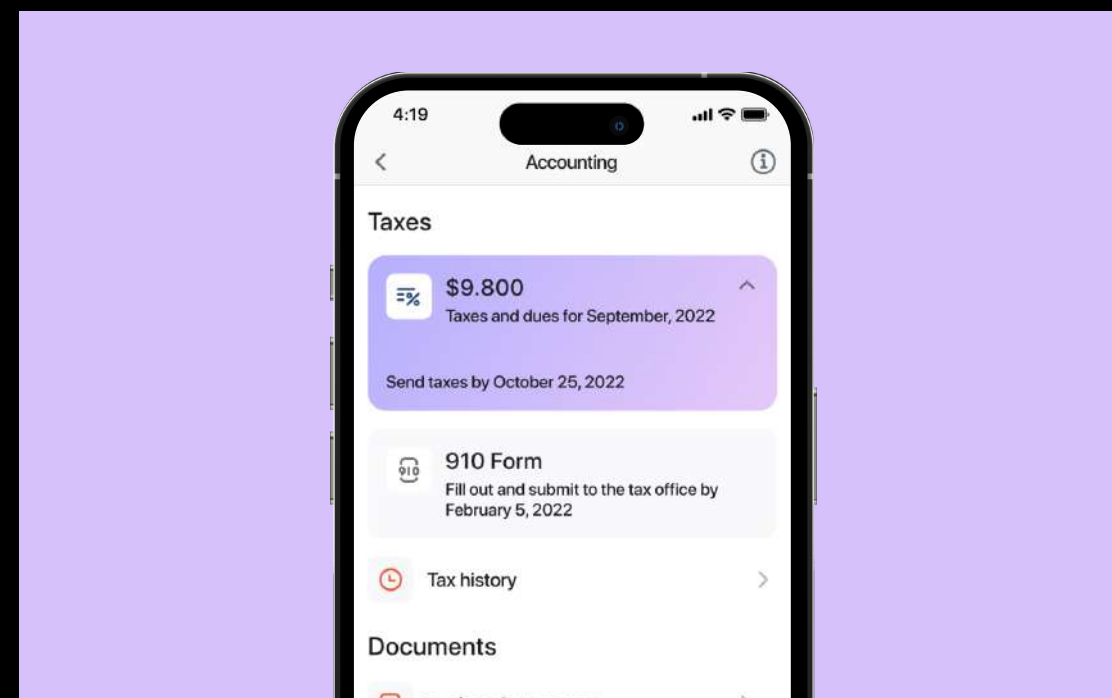 4:19
Accounting
Taxes
$9.800
Taxes and dues for September, 2022
Send taxes by October 25, 2022
910
910 Form
Fill out and submit to the tax office by
February 5, 2022
Tax history
Documents